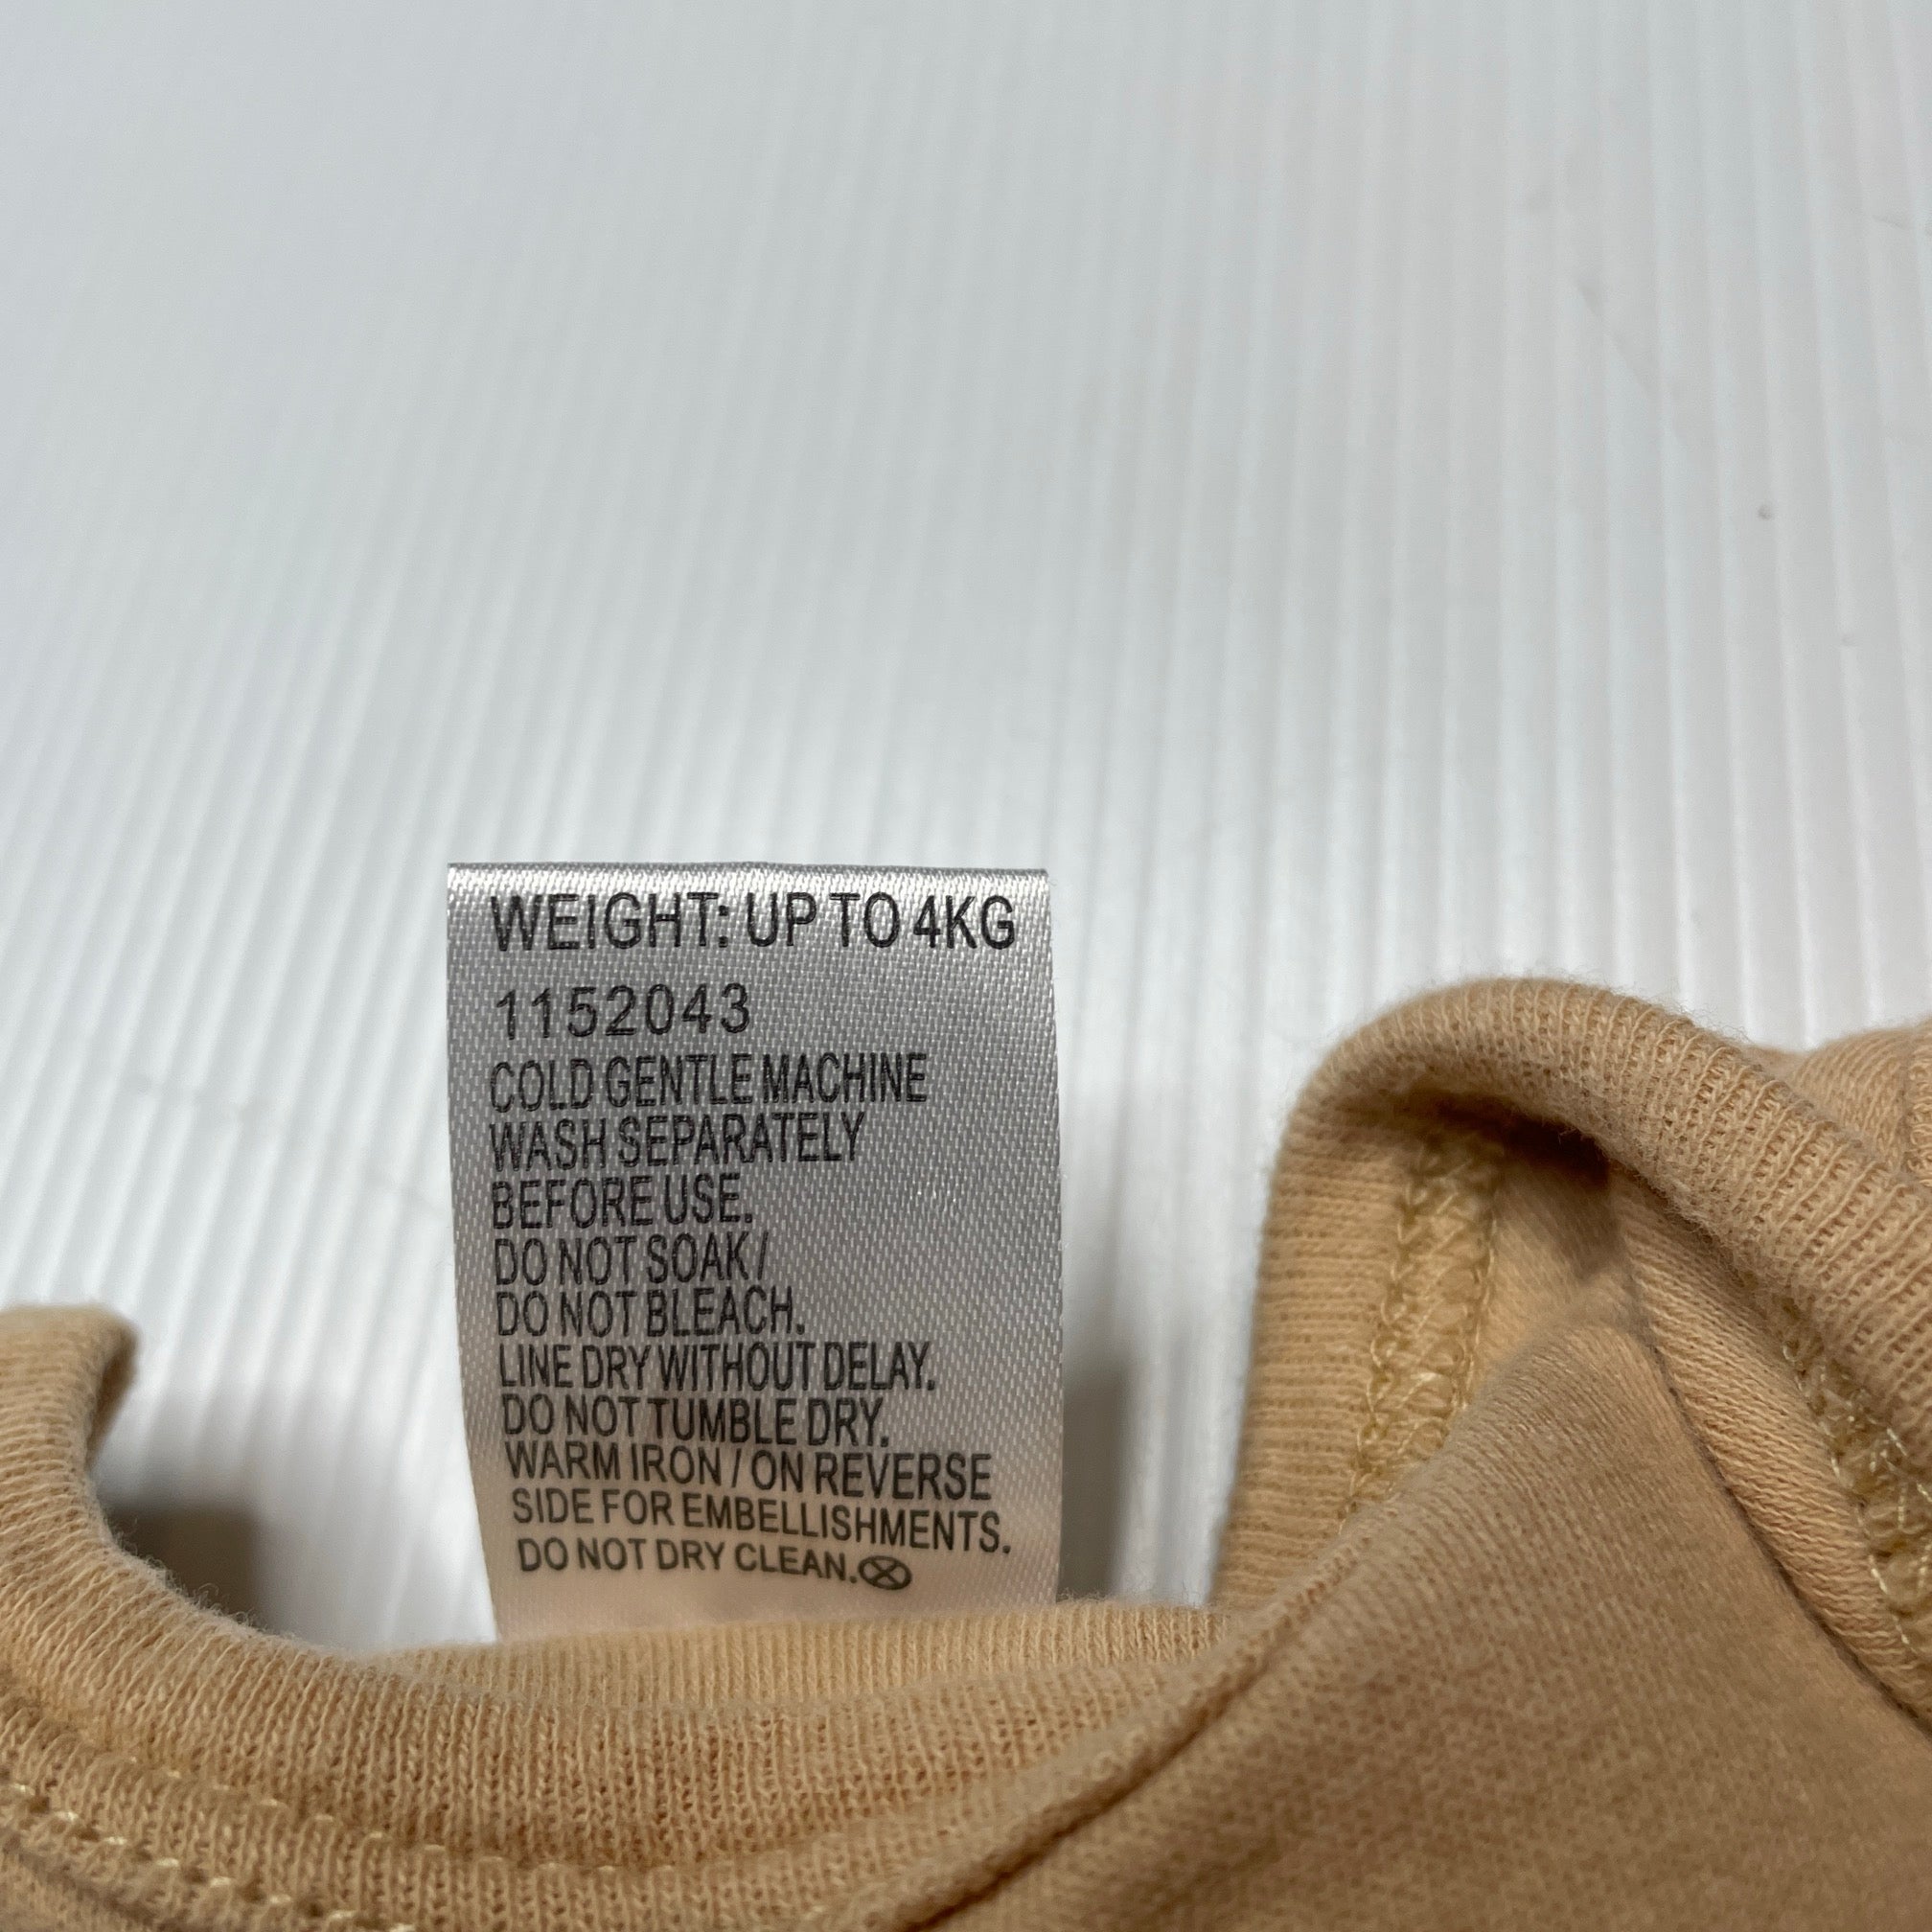 WEIGHT: UP TO 4KG
1152043
COLD GENTLE MACHINE
WASH SEPARATELY
BEFORE USE.
DO NOT SOAK /
DO NOT BLEACH.
LINE DRY WITHOUT DELAY.
DO NOT TUMBLE DRY.
WARM IRON / ON REVERSE
SIDE FOR EMBELLISHMENTS.
DO NOT DRY CLEAN.